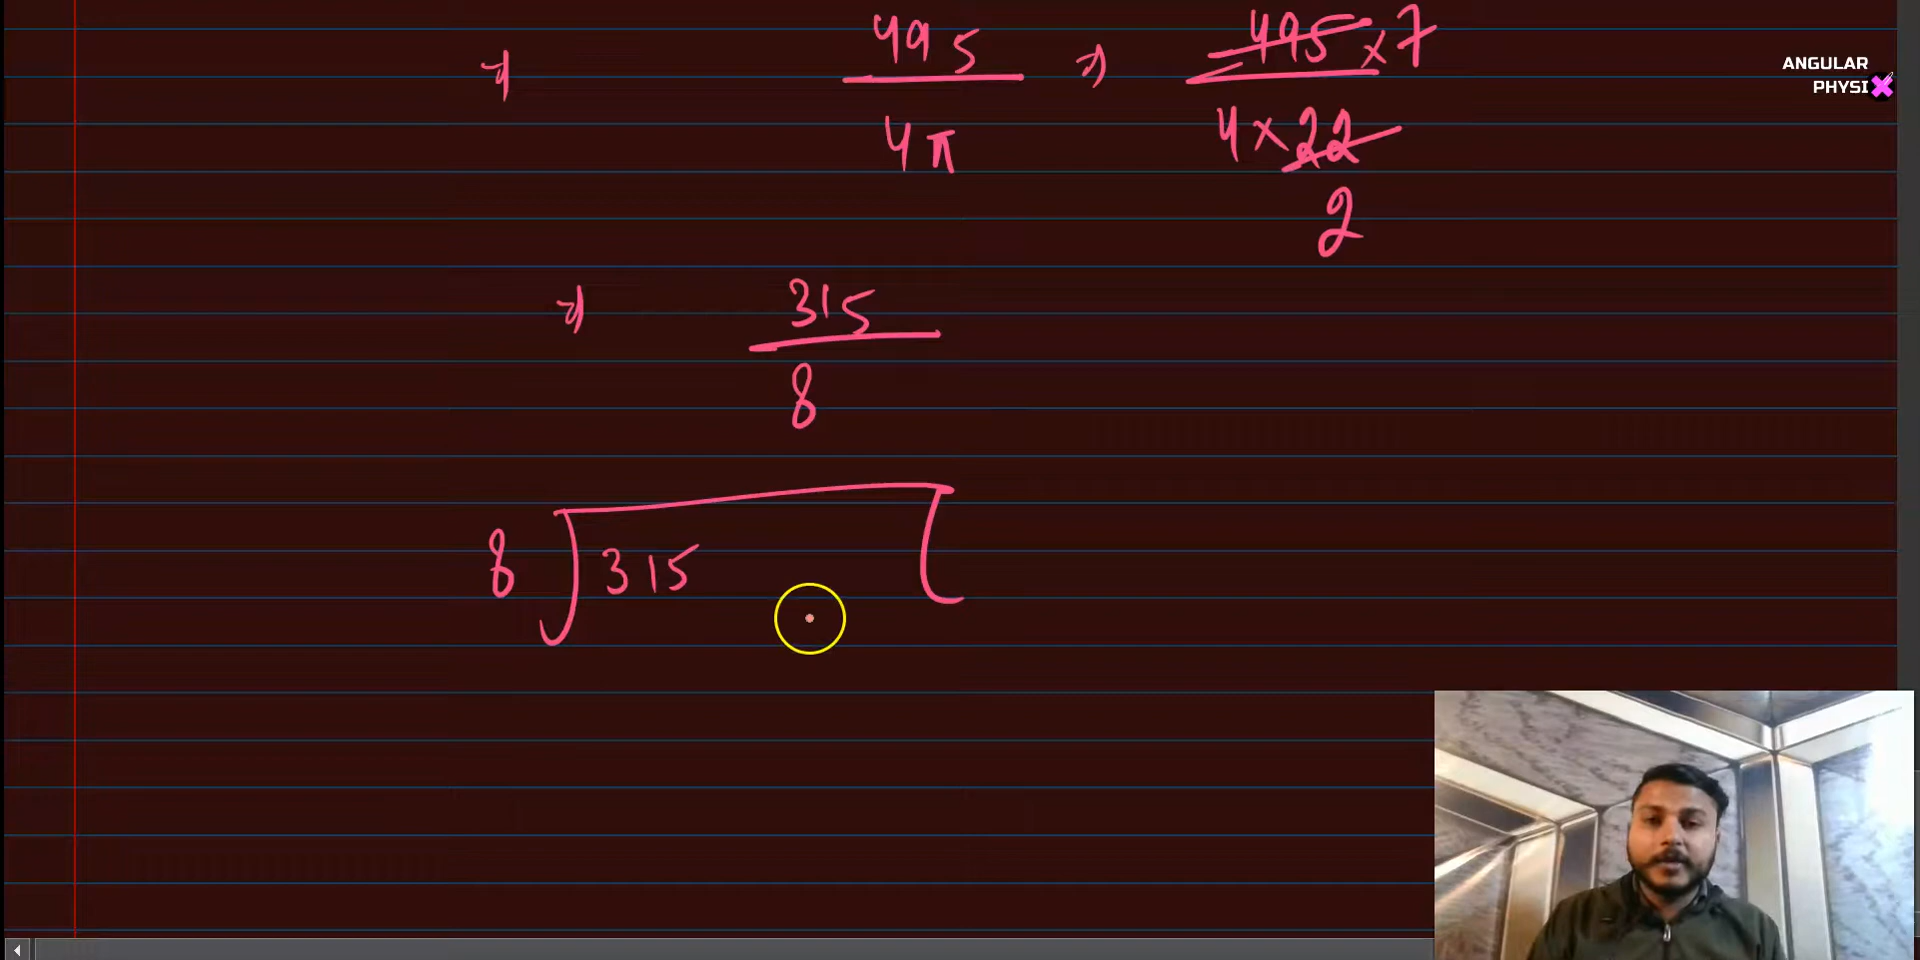 ⇒ 495 ⇒ 495 × 7
4π 4 × 22
2
⇒ 315
8
8 315
ANGULAR
PHYSI